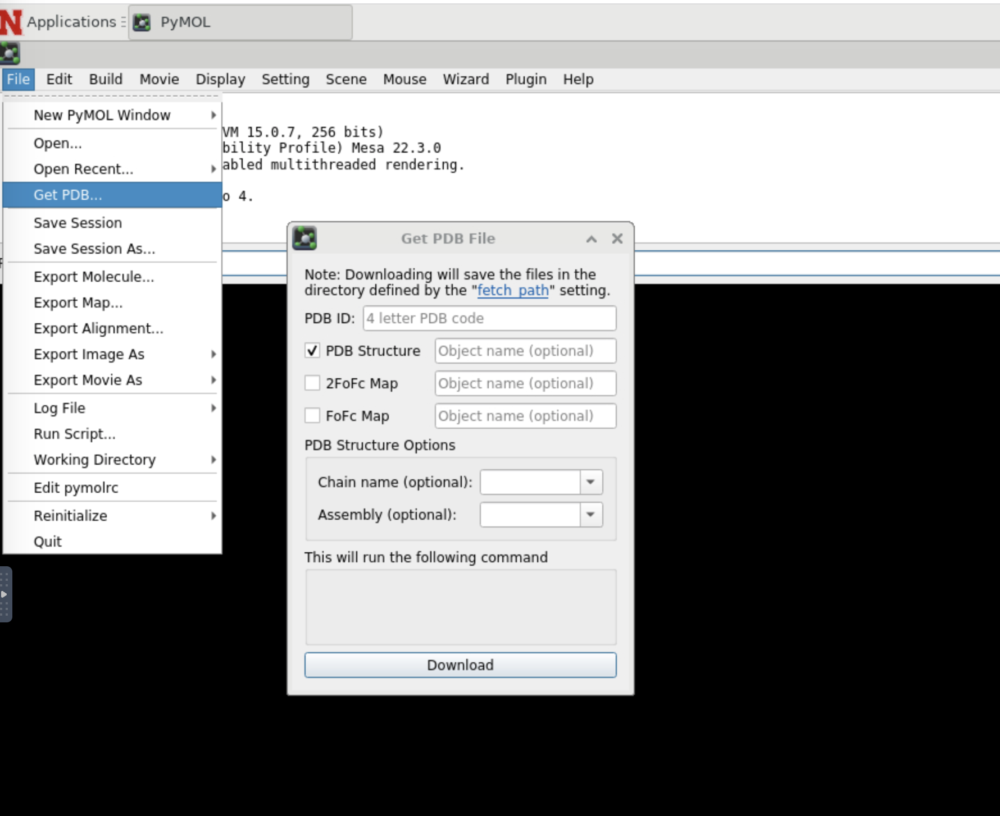 N Applications PyMOL
File Edit Build Movie Display Setting Scene Mouse Wizard Plugin Help
New PyMOL Window
Open...
Open Recent...
Get PDB...
Save Session
Save Session As...
Export Molecule...
Export Map...
Export Alignment...
Export Image As
Export Movie As
Log File
Run Script...
Working Directory
Edit pymolrc
Reinitialize
Quit
VM 15.0.7, 256 bits)
bility Profile) Mesa 22.3.0
abled multithreaded rendering.
o 4.
Get PDB File
Note: Downloading will save the files in the
directory defined by the "fetch_path" setting.
PDB ID: 4 letter PDB code
PDB Structure Object name (optional)
2FoFc Map Object name (optional)
FoFc Map Object name (optional)
PDB Structure Options
Chain name (optional):
Assembly (optional):
This will run the following command
Download